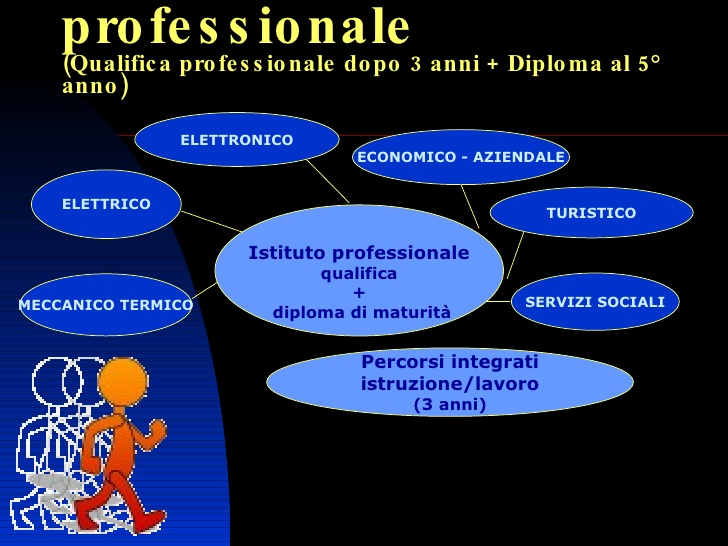 professionale
(Qualifica professionale dopo 3 anni + Diploma al 5°
anno)
ELETTRONICO
ECONOMICO - AZIENDALE
ELETTRICO
TURISTICO
Istituto professionale
qualifica
+
diploma di maturità
MECCANICO TERMICO
SERVIZI SOCIALI
Percorsi integrati
istruzione/lavoro
(3 anni)